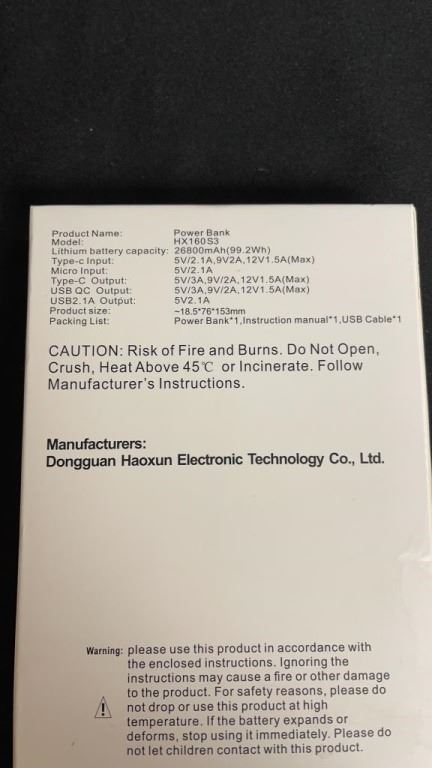 Product Name: Power Bank
Model: HX160S3
Lithium battery capacity: 26800mAh(99.2Wh)
Type-c Input: 5V/2.1A,9V2A,12V1.5A(Max)
Micro Input: 5V/2.1A
Type-C Output: 5V/3A,9V/2A,12V1.5A(Max)
USB QC Output: 5V/3A,9V/2A,12V1.5A(Max)
USB2.1A Output: 5V2.1A
Product size: ~18.5*76*153mm
Packing List: Power Bank*1,Instruction manual*1,USB Cable*1
CAUTION: Risk of Fire and Burns. Do Not Open,
Crush, Heat Above 45℃ or Incinerate. Follow
Manufacturer's Instructions.
Manufacturers:
Dongguan Haoxun Electronic Technology Co., Ltd.
Warning: please use this product in accordance with
the enclosed instructions. Ignoring the
instructions may cause a fire or other damage
to the product. For safety reasons, please do
not drop or use this product at high
temperature. If the battery expands or
deforms, stop using it immediately. Please do
not let children contact with this product.